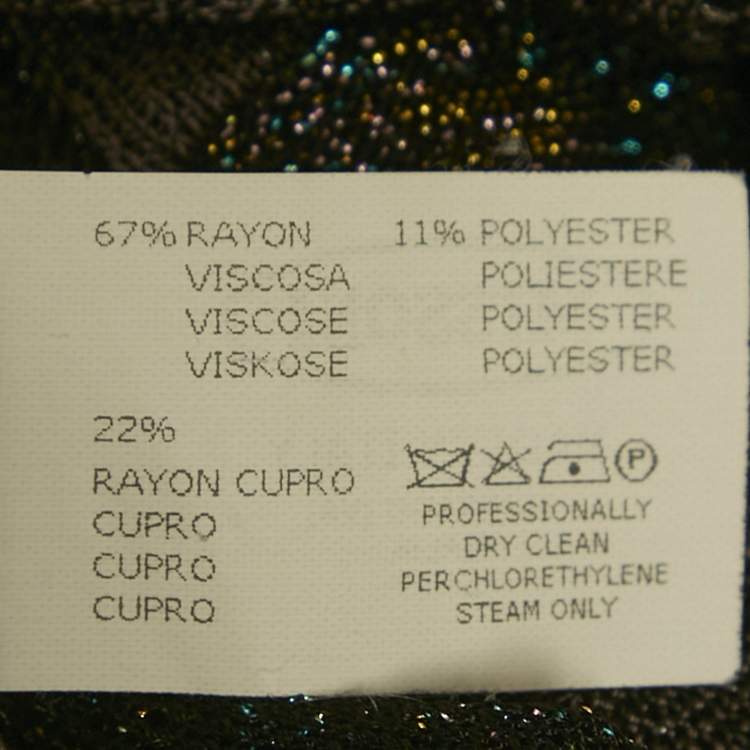 67% RAYON
VISCOSA
VISCOSE
VISKOSE
11% POLYESTER
POLIESTERE
POLYESTER
POLYESTER
22%
RAYON CUPRO
CUPRO
CUPRO
CUPRO
P
PROFESSIONALLY
DRY CLEAN
PERCHLORETHYLENE
STEAM ONLY